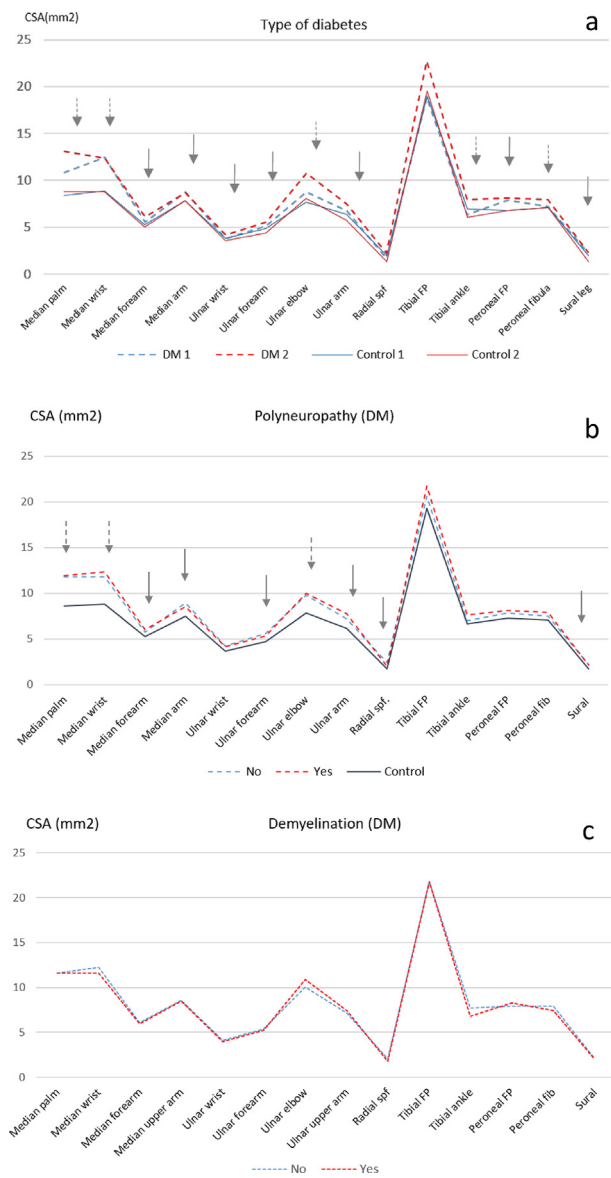 CSA(mm2)
Type of diabetes
a
25
20
15
10
5
0
Median palm
Median wrist
Median forearm
Median arm
Ulnar wrist
Ulnar forearm
Ulnar elbow
Ulnar arm
Radial spf
Tibial FP
Tibial ankle
Peroneal FP
Peroneal fibula
Sural leg
DM 1 DM 2 Control 1 Control 2
CSA (mm2)
Polyneuropathy (DM)
b
25
20
15
10
5
0
Median palm
Median wrist
Median forearm
Median arm
Ulnar wrist
Ulnar forearm
Ulnar elbow
Ulnar arm
Radial spf.
Tibial FP
Tibial ankle
Peroneal FP
Peroneal fib
Sural
No Yes Control
CSA (mm2)
Demyelination (DM)
c
25
20
15
10
5
0
Median palm
Median wrist
Median forearm
Median upper arm
Ulnar wrist
Ulnar forearm
Ulnar elbow
Ulnar upper arm
Radial spf
Tibial FP
Tibial ankle
Peroneal FP
Peroneal fib
Sural
No Yes